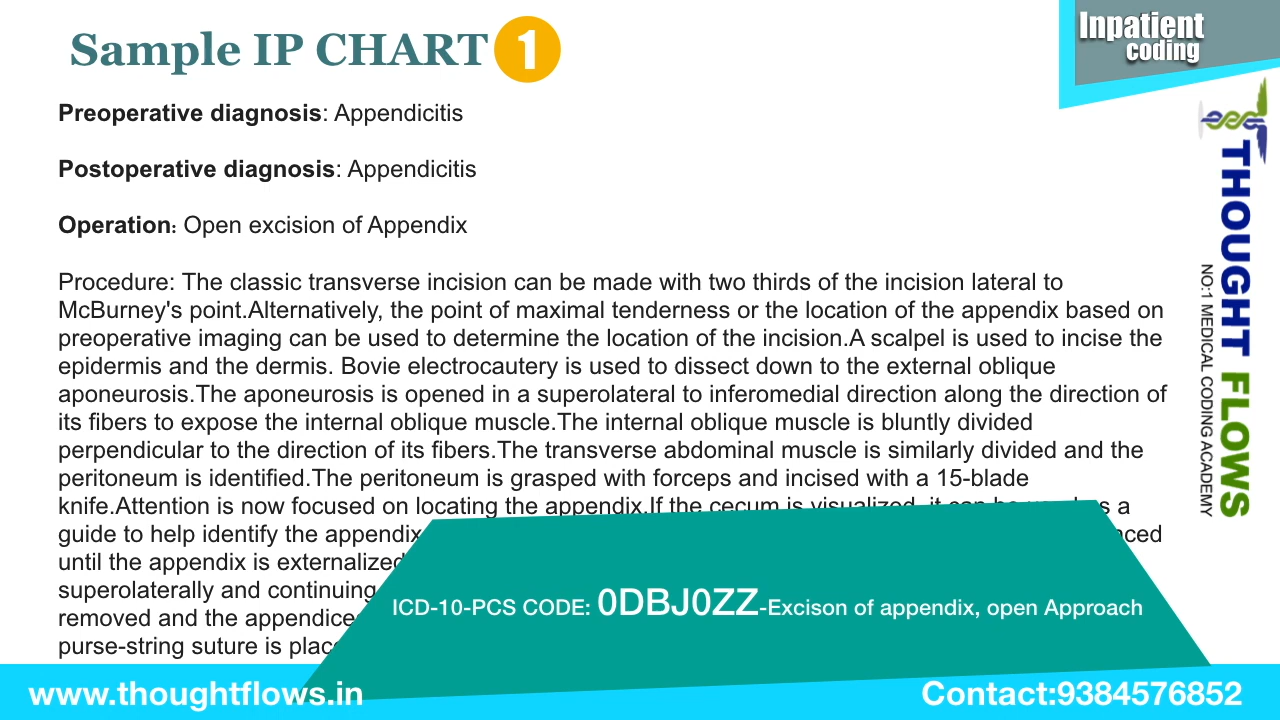 Sample IP CHART 1
Inpatient
coding
Preoperative diagnosis: Appendicitis
Postoperative diagnosis: Appendicitis
Operation: Open excision of Appendix
Procedure: The classic transverse incision can be made with two thirds of the incision lateral to
McBurney's point.Alternatively, the point of maximal tenderness or the location of the appendix based on
preoperative imaging can be used to determine the location of the incision.A scalpel is used to incise the
epidermis and the dermis. Bovie electrocautery is used to dissect down to the external oblique
aponeurosis.The aponeurosis is opened in a superolateral to inferomedial direction along the direction of
its fibers to expose the internal oblique muscle.The internal oblique muscle is bluntly divided
perpendicular to the direction of its fibers.The transverse abdominal muscle is similarly divided and the
peritoneum is identified.The peritoneum is grasped with forceps and incised with a 15-blade
knife.Attention is now focused on locating the appendix.If the cecum is visualized, it can be a
guide to help identify the appendix
until the appendix is externalized
superolaterally and continuing
removed and the
purse-string suture is
ICD-10-PCS CODE: 0DBJ0ZZ-Excison of appendix, open Approach
THOUGHT FLOWS
NO:1 MEDICAL CODING ACADEMY
www.thoughtflows.in
Contact:9384576852